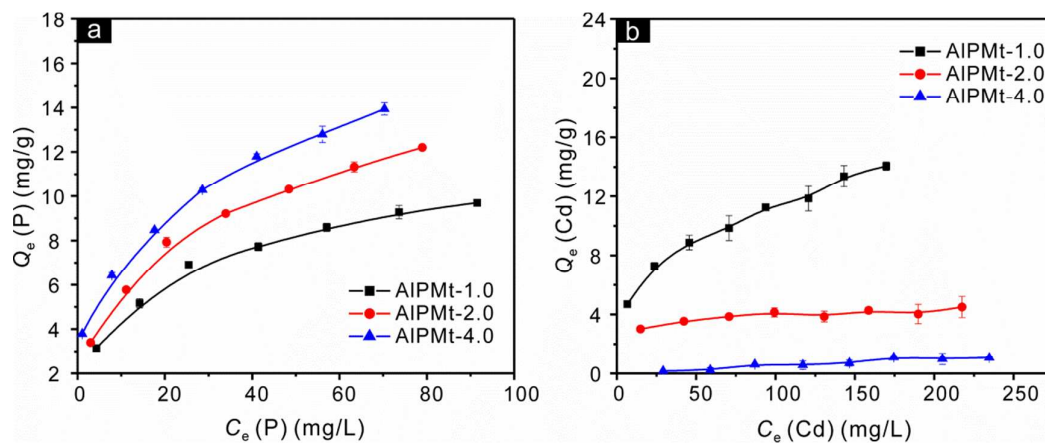 a
18
16
14
12
10
8
6
4
2
Qe (P) (mg/g)
AlPMt-1.0
AlPMt-2.0
AlPMt-4.0
0 20 40 60 80 100
Ce (P) (mg/L)
b
24
20
16
12
8
4
0
Qe (Cd) (mg/g)
AlPMt-1.0
AlPMt-2.0
AlPMt-4.0
0 50 100 150 200 250
Ce (Cd) (mg/L)